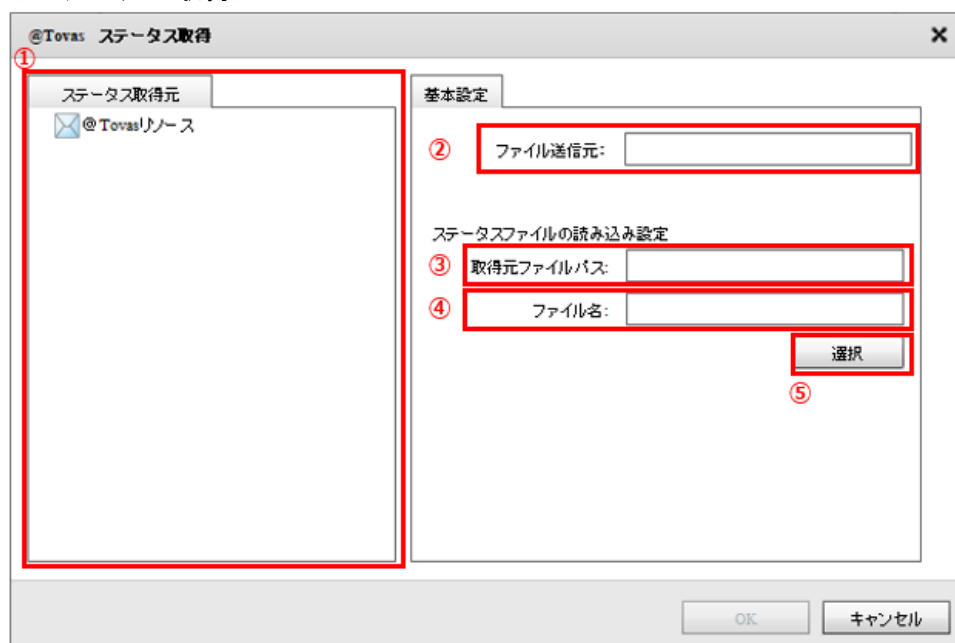 @Tovas ステータス取得
①
ステータス取得元
@Tovasリソース
基本設定
② ファイル送信元:
ステータスファイルの読み込み設定
③ 取得元ファイルパス:
④ ファイル名:
選択
⑤
OK キャンセル